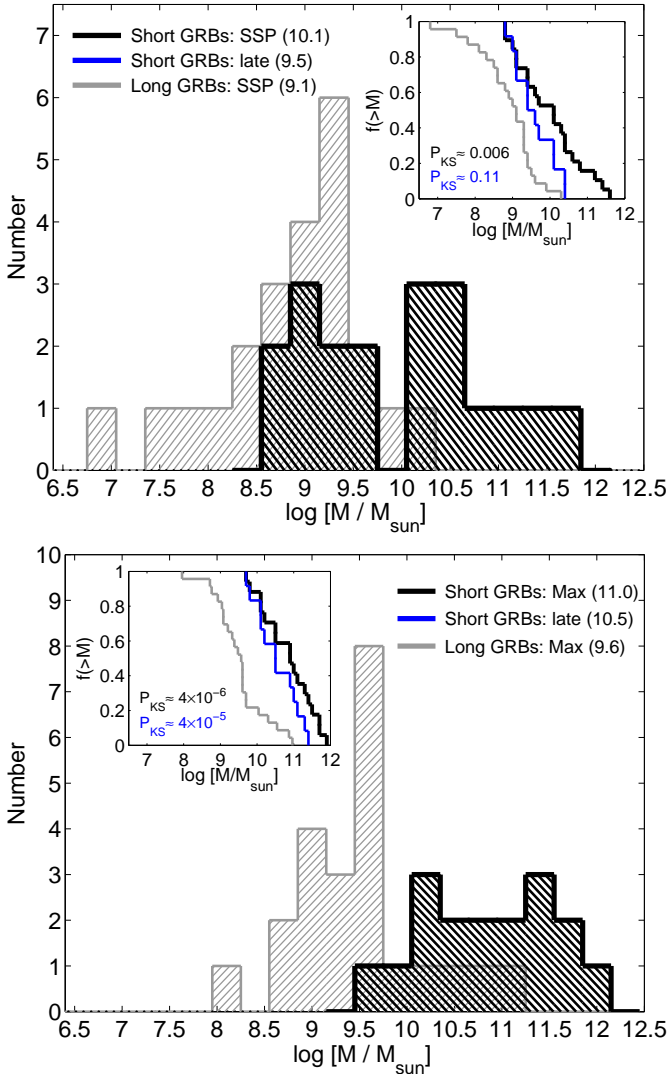 7
6
5
4
3
2
1
0
Number
Short GRBs: SSP (10.1)
Short GRBs: late (9.5)
Long GRBs: SSP (9.1)
1
0.8
0.6
0.4
0.2
0
f(>M)
P_KS≈ 0.006
P_KS≈ 0.11
7 8 9 10 11 12
log [M/M_sun]
6.5 7 7.5 8 8.5 9 9.5 10 10.5 11 11.5 12 12.5
log [M / M_sun]
10
9
8
7
6
5
4
3
2
1
0
Number
1
0.8
0.6
0.4
0.2
0
f(>M)
P_KS≈ 4×10⁻⁶
P_KS≈ 4×10⁻⁵
7 8 9 10 11 12
log [M/M_sun]
Short GRBs: Max (11.0)
Short GRBs: late (10.5)
Long GRBs: Max (9.6)
6.5 7 7.5 8 8.5 9 9.5 10 10.5 11 11.5 12 12.5
log [M / M_sun]